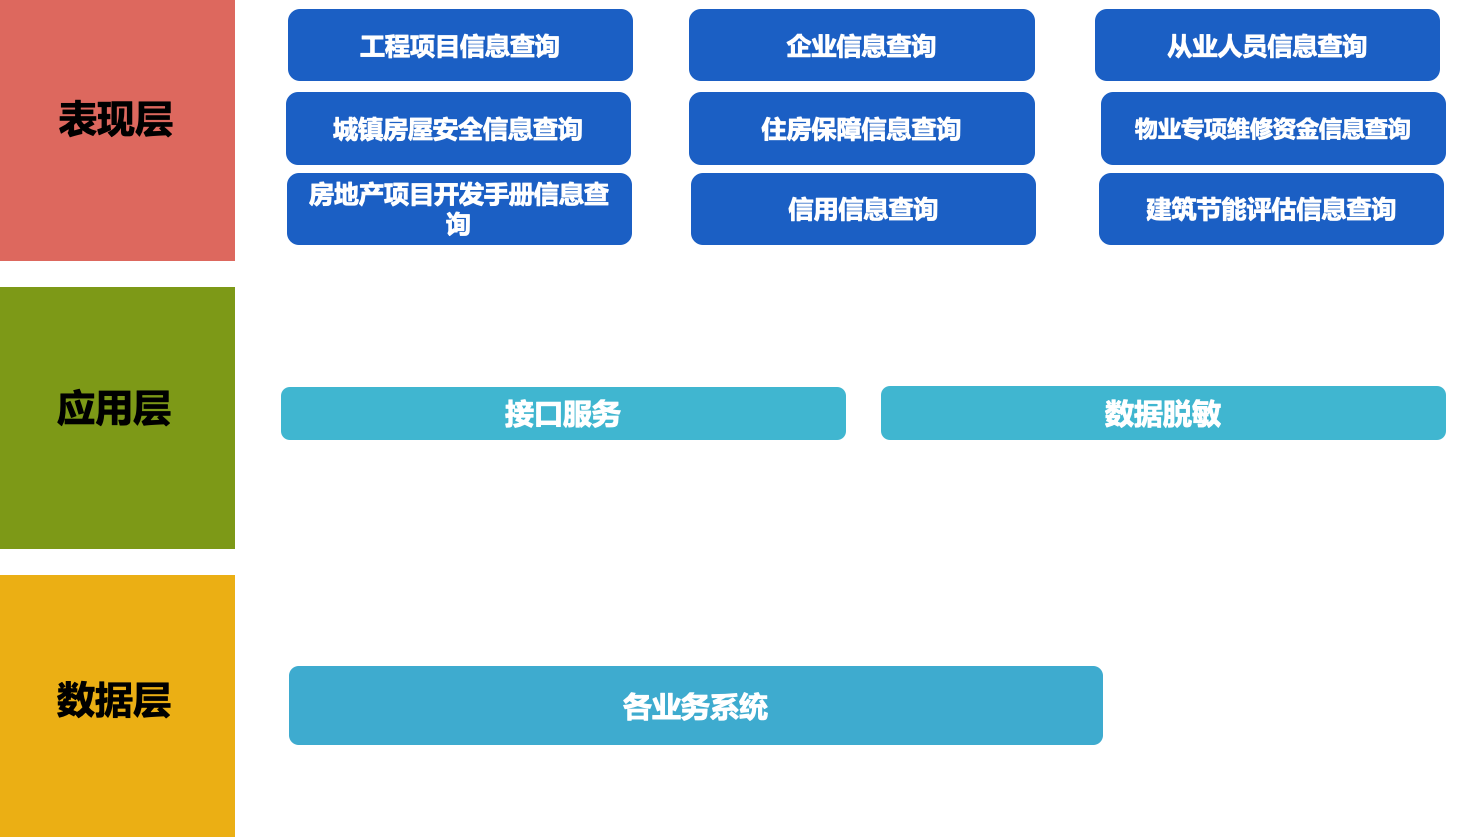 表现层
工程项目信息查询
企业信息查询
从业人员信息查询
城镇房屋安全信息查询
住房保障信息查询
物业专项维修资金信息查询
房地产项目开发手册信息查
询
信用信息查询
建筑节能评估信息查询
应用层
接口服务
数据脱敏
数据层
各业务系统